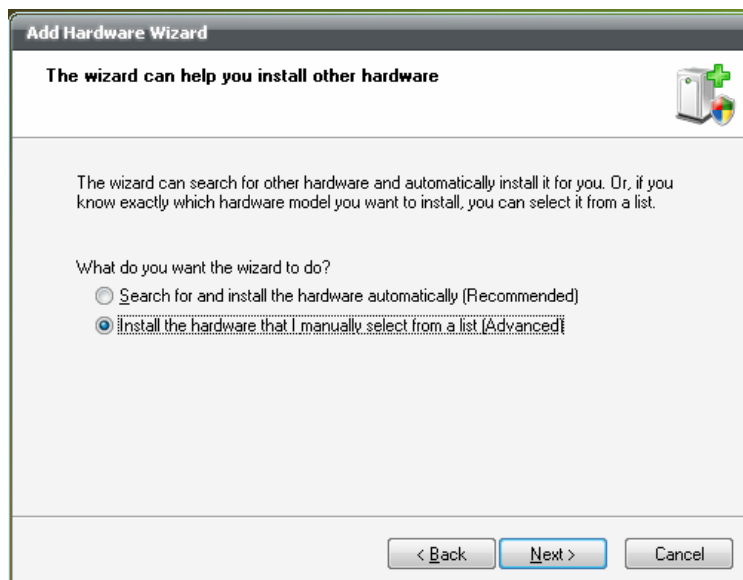 Add Hardware Wizard
The wizard can help you install other hardware
The wizard can search for other hardware and automatically install it for you. Or, if you
know exactly which hardware model you want to install, you can select it from a list.
What do you want the wizard to do?
Search for and install the hardware automatically (Recommended)
Install the hardware that I manually select from a list (Advanced)
< Back
Next >
Cancel